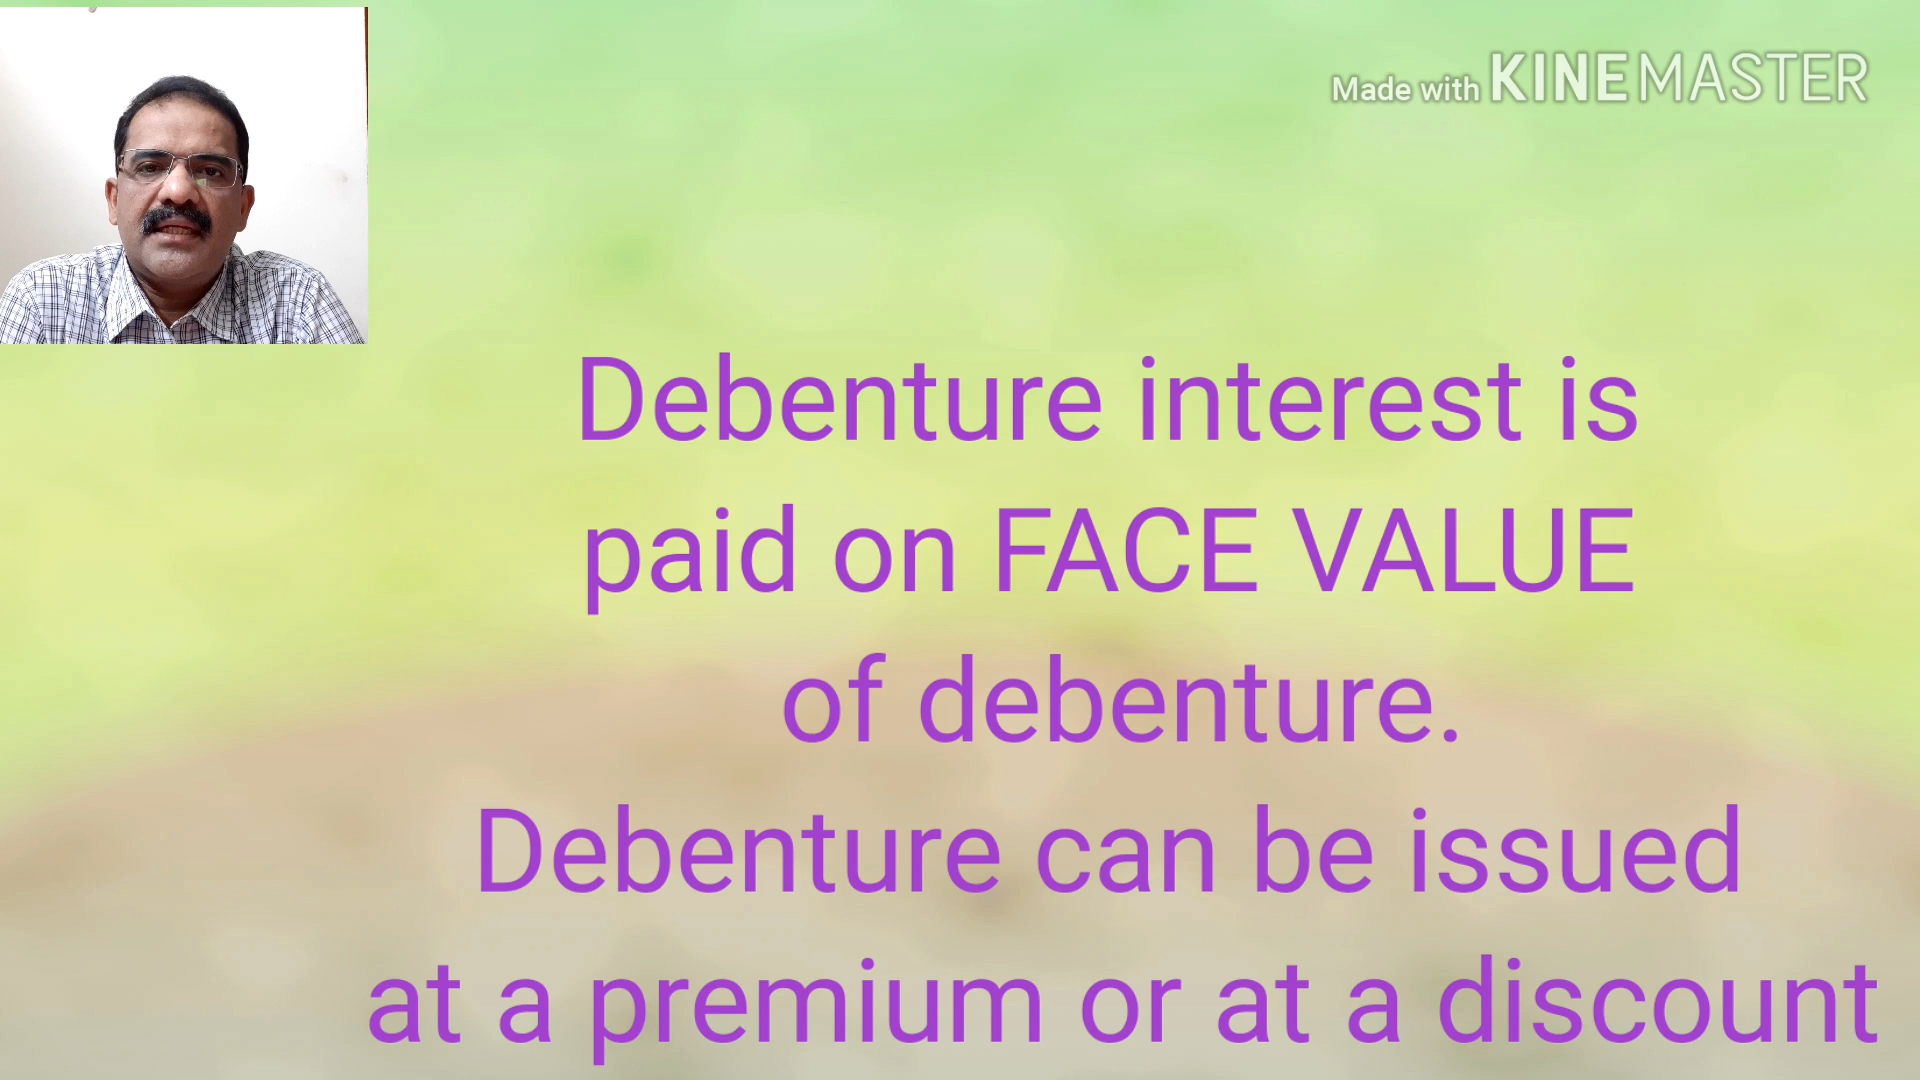 Made with KINEMASTER
Debenture interest is
paid on FACE VALUE
of debenture.
Debenture can be issued
at a premium or at a discount